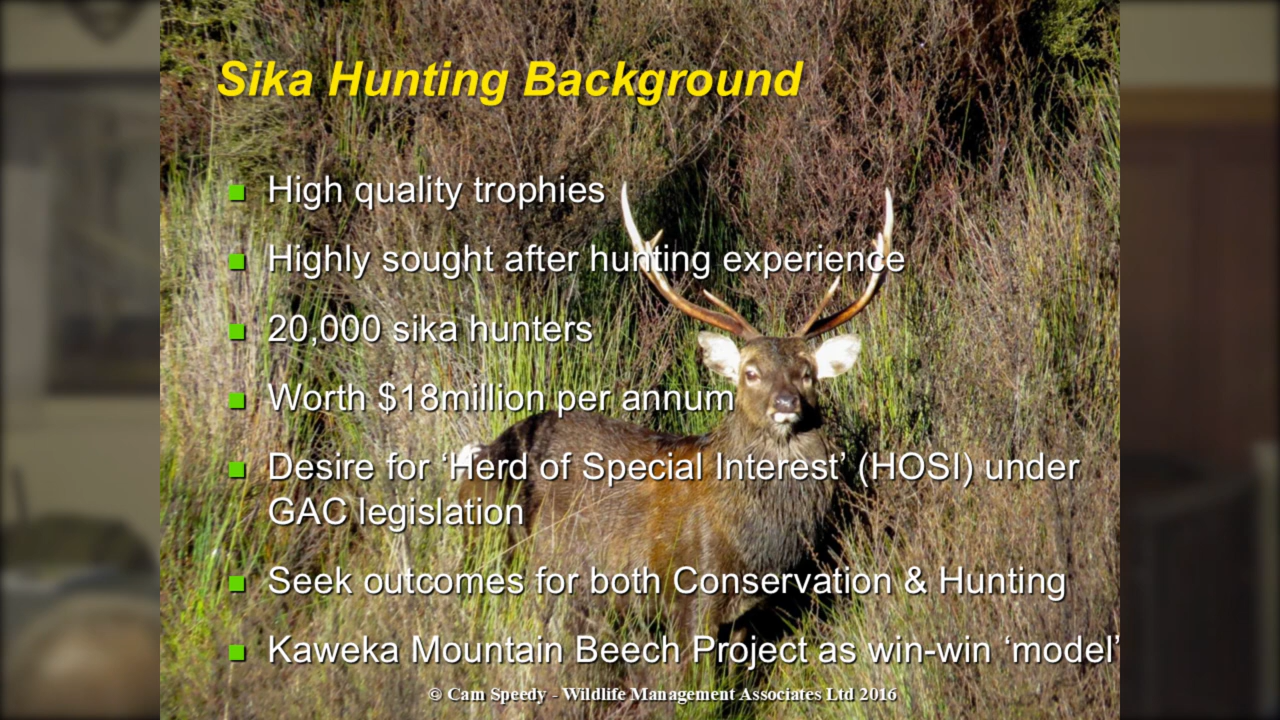 Sika Hunting Background
High quality trophies
Highly sought after hunting experience
20,000 sika hunters
Worth $18million per annum
Desire for ‘Herd of Special Interest’ (HOSI) under
GAC legislation
Seek outcomes for both Conservation & Hunting
Kaweka Mountain Beech Project as win-win ‘model’
© Cam Speedy - Wildlife Management Associates Ltd 2016